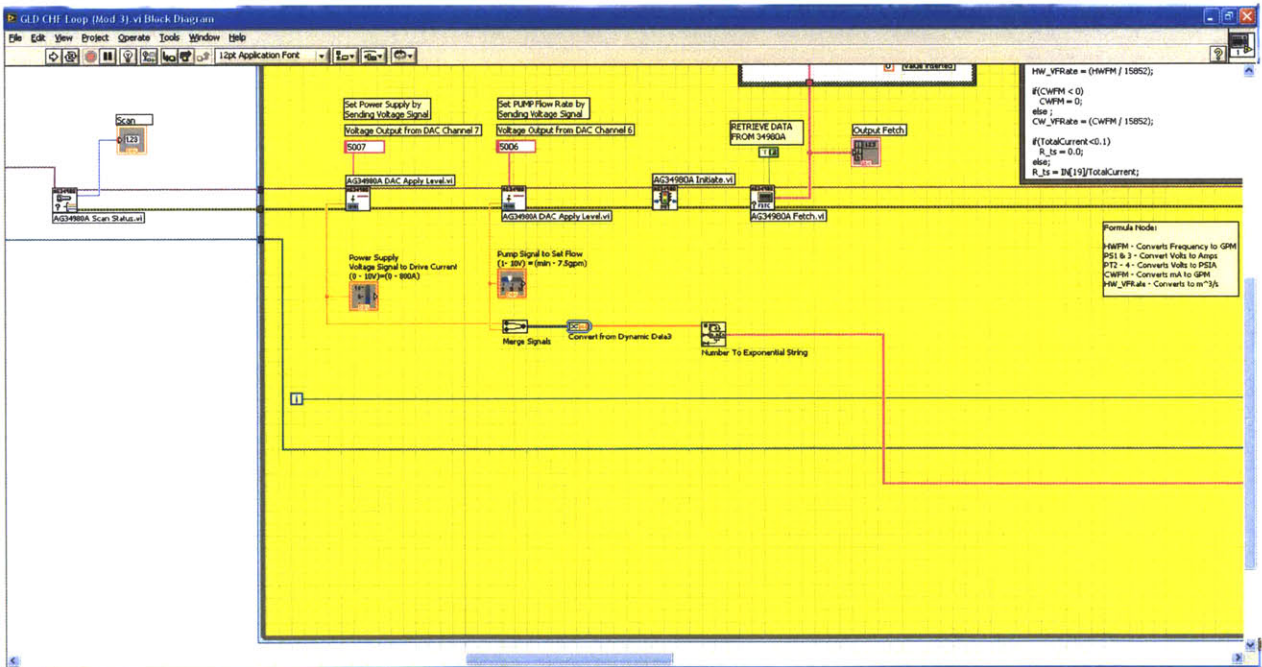 GLD CHF Loop (Mod 3).vi Block Diagram
File Edit View Project Operate Tools Window Help
12pt Application Font
Scan
AG34980A Scan Status.vi
Set Power Supply by
Sending Voltage Signal
Voltage Output from DAC Channel 7
5007
AG34980A DAC Apply Level.vi
Set PUMP Flow Rate by
Sending Voltage Signal
Voltage Output from DAC Channel 6
5006
AG34980A DAC Apply Level.vi
AG34980A Initiate.vi
RETRIEVE DATA
FROM 34980A
AG34980A Fetch.vi
Output Fetch
Value Inserted
HW_VFRate = (HWFM / 15852);
if(CWFM < 0)
CWFM = 0;
else ;
CW_VFRate = (CWFM / 15852);
if(TotalCurrent<0.1)
R_ts = 0.0;
else;
R_ts = IN[19]/TotalCurrent;
Power Supply
Voltage Signal to Drive Current
(0 - 10V)=(0 - 800A)
Pump Signal to Set Flow
(1- 10V) = (min - 7.5gpm)
Merge Signals
Convert from Dynamic Data3
Number To Exponential String
Formula Node:
HWFM - Converts Frequency to GPM
PS1 & 3 - Convert Volts to Amps
PT2 - 4 - Converts Volts to PSIA
CWFM - Converts mA to GPM
HW_VFRate - Converts to m^3/s
i